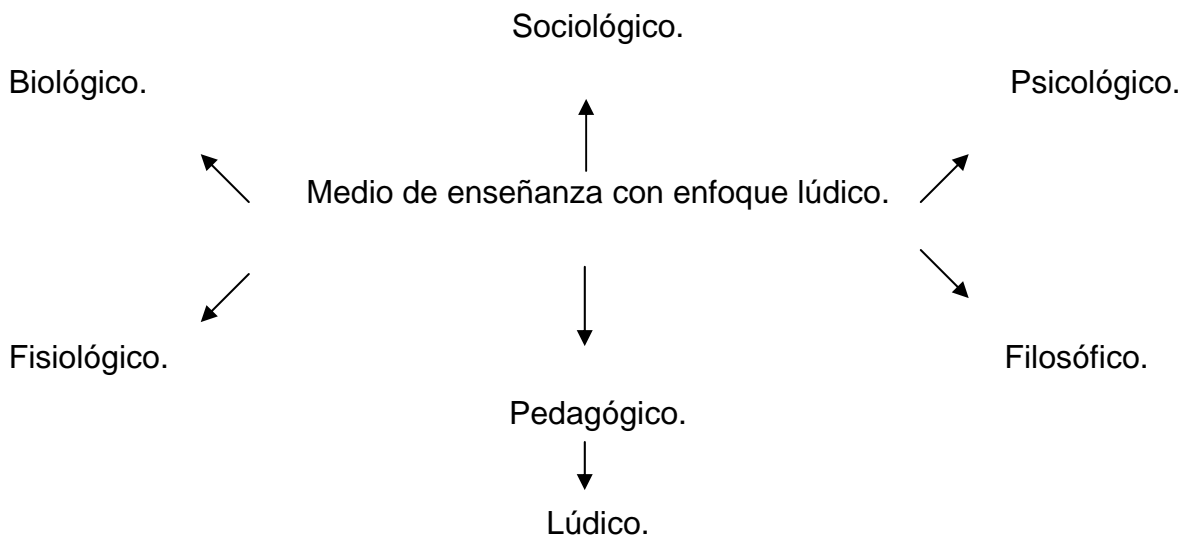 Sociológico.
Biológico.
Psicológico.
Medio de enseñanza con enfoque lúdico.
Fisiológico.
Filosófico.
Pedagógico.
Lúdico.